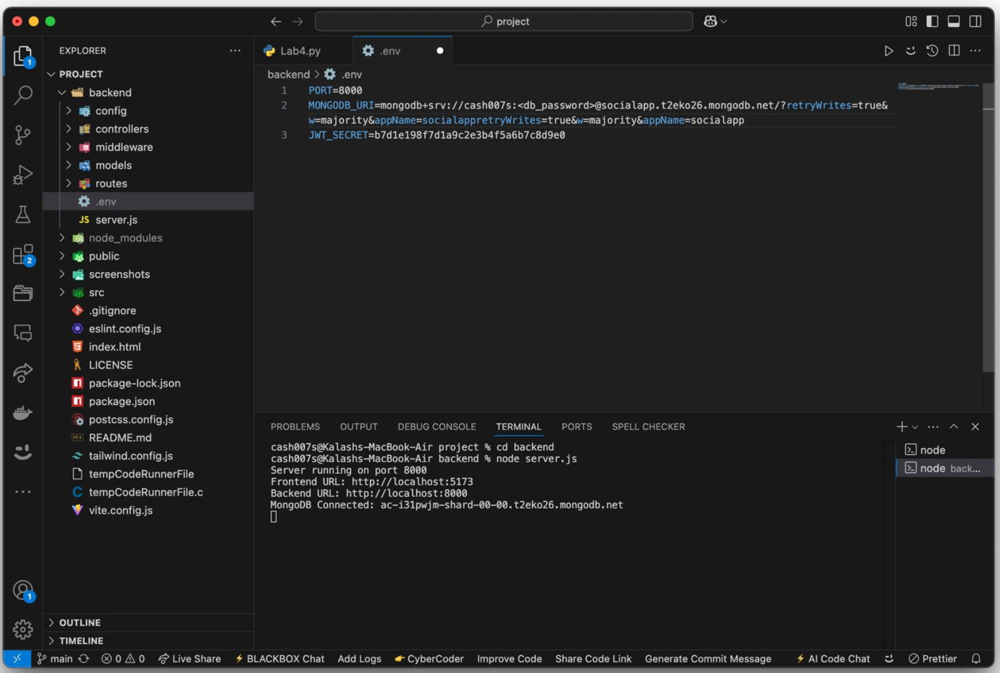 project
EXPLORER
Lab4.py
.env
PROJECT
backend > .env
backend
1 PORT=8000
config
2 MONGODB_URI=mongodb+srv://cash007s:<db_password>@socialapp.t2eko26.mongodb.net/?retryWrites=true&
w=majority&appName=socialappretryWrites=true&w=majority&appName=socialapp
controllers
3 JWT_SECRET=b7d1e198f7d1a9c2e3b4f5a6b7c8d9e0
middleware
models
routes
.env
JS server.js
node_modules
public
screenshots
src
.gitignore
eslint.config.js
index.html
LICENSE
package-lock.json
package.json
postcss.config.js
README.md
tailwind.config.js
tempCodeRunnerFile
C tempCodeRunnerFile.c
vite.config.js
OUTLINE
TIMELINE
1
2
1
PROBLEMS OUTPUT DEBUG CONSOLE TERMINAL PORTS SPELL CHECKER
cash007s@Kalashs-MacBook-Air project % cd backend
cash007s@Kalashs-MacBook-Air backend % node server.js
Server running on port 8000
Frontend URL: http://localhost:5173
Backend URL: http://localhost:8000
MongoDB Connected: ac-i31pwjm-shard-00-00.t2eko26.mongodb.net
node
node back...
main 0 0 Live Share BLACKBOX Chat Add Logs CyberCoder Improve Code Share Code Link Generate Commit Message AI Code Chat Prettier